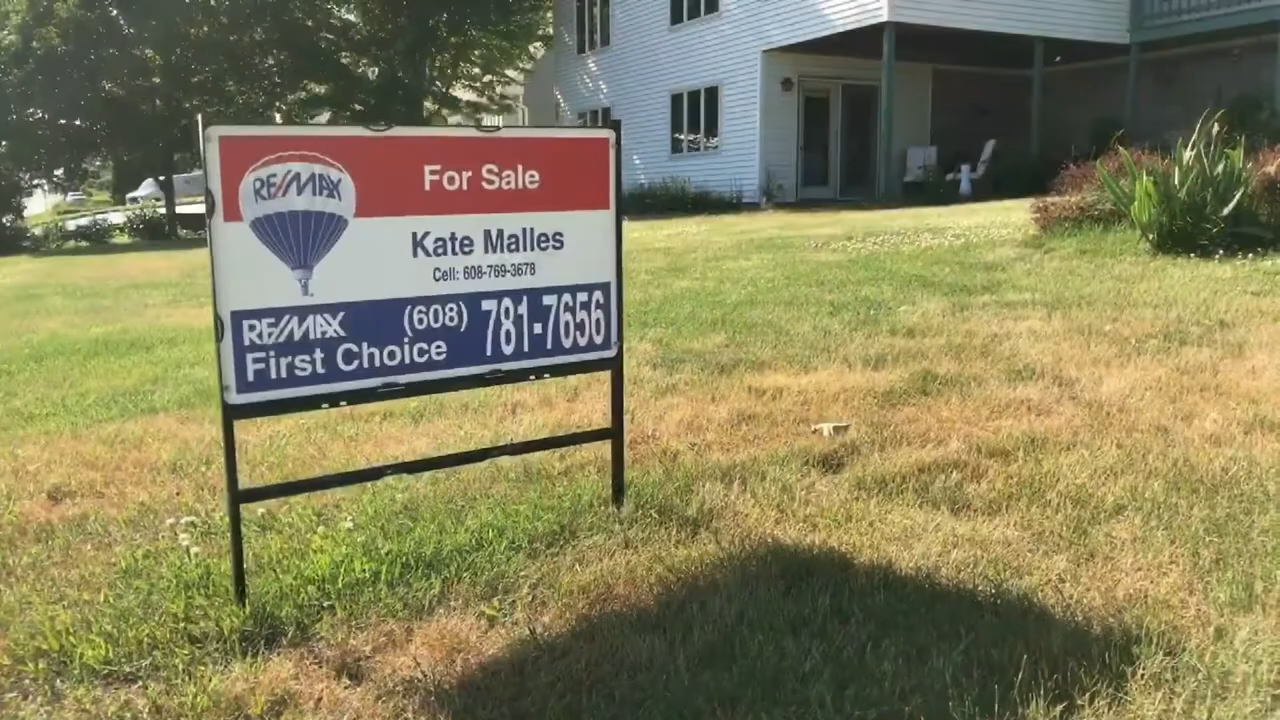 RE/MAX
For Sale
Kate Malles
Cell: 608-769-3678
RE/MAX
First Choice
(608) 781-7656